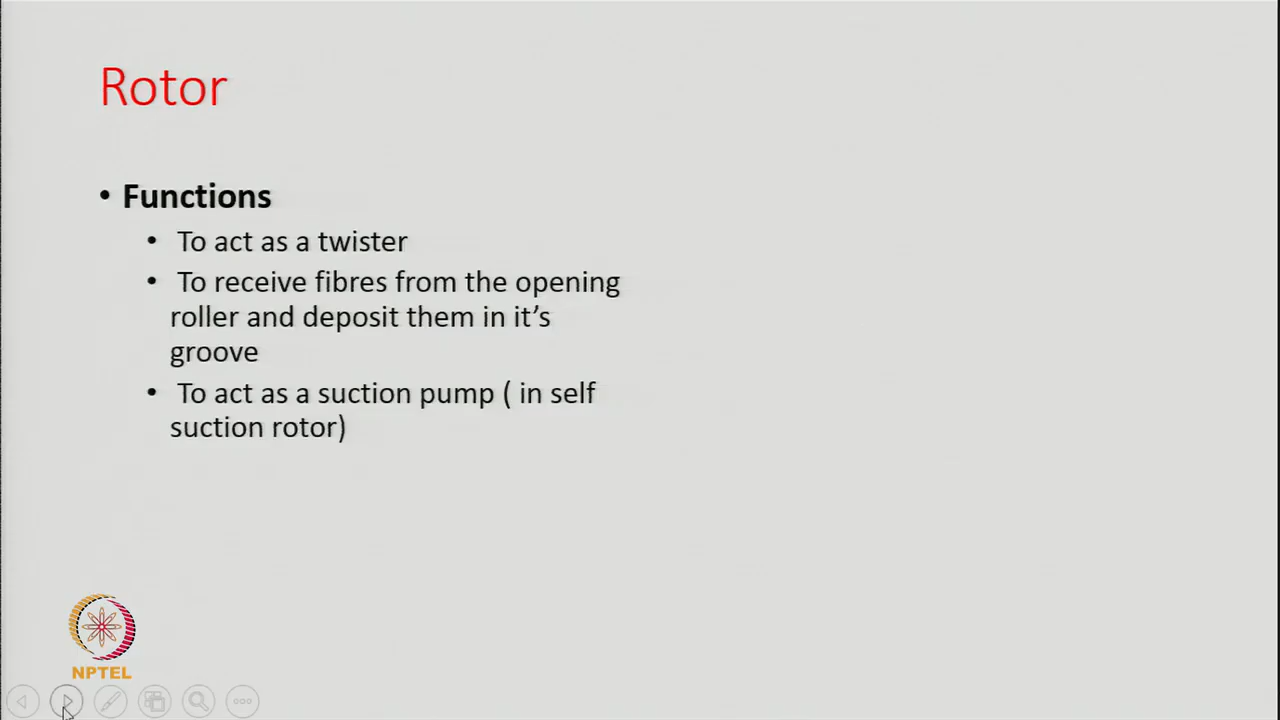 Rotor
• Functions
• To act as a twister
• To receive fibres from the opening
roller and deposit them in it's
groove
• To act as a suction pump ( in self
suction rotor)
NPTEL